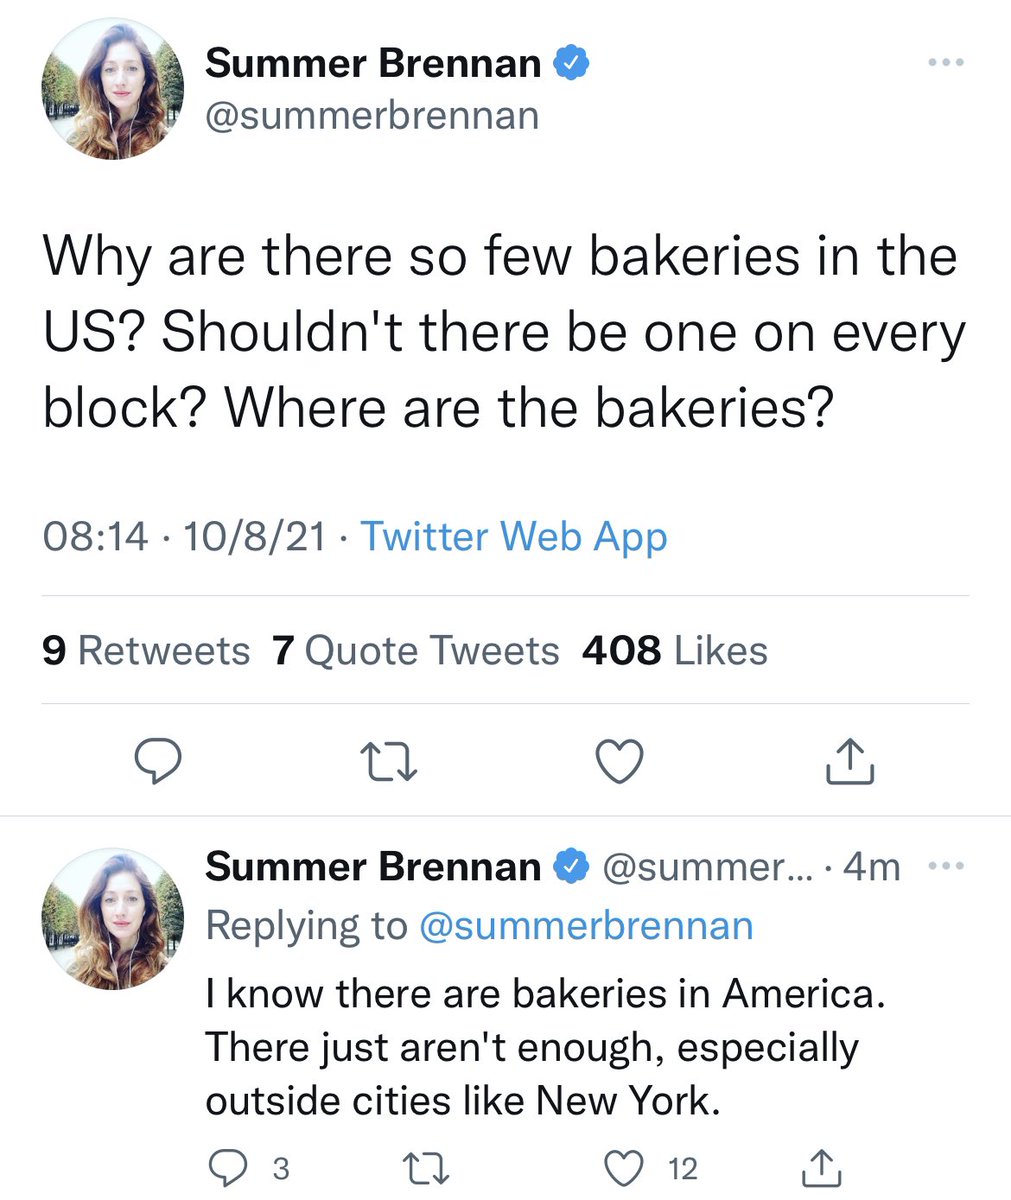 Summer Brennan
@summerbrennan
Why are there so few bakeries in the
US? Shouldn't there be one on every
block? Where are the bakeries?
08:14 · 10/8/21 · Twitter Web App
9 Retweets 7 Quote Tweets 408 Likes
Summer Brennan @summer... · 4m
Replying to @summerbrennan
I know there are bakeries in America.
There just aren't enough, especially
outside cities like New York.
3 12